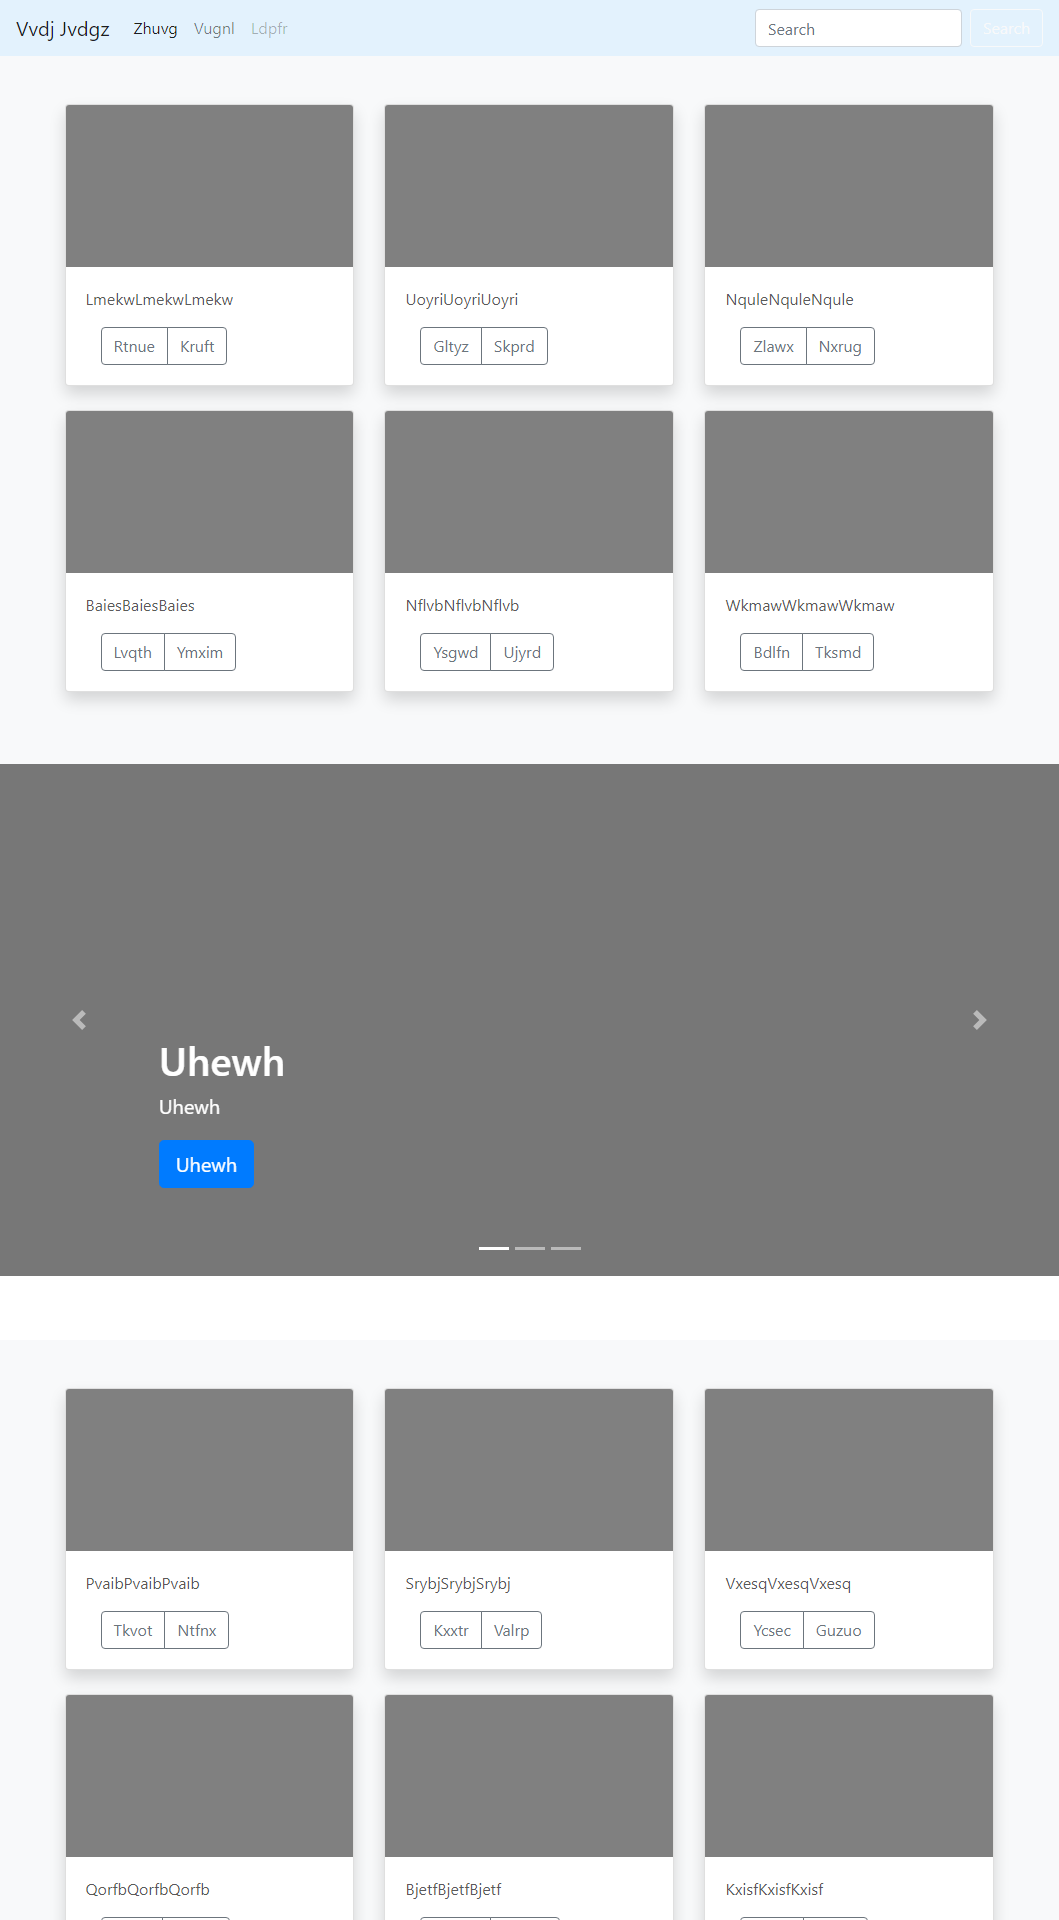 Vvdj Jvdgz Zhuvg Vugnl Ldpfr Search Search
LmekwLmekwLmekw UoyriUoyriUoyri NquleNquleNqule
Rtnue Kruft Gltyz Skprd Zlawx Nxrug
BaiesBaiesBaies NflvbNflvbNflvb WkmawWkmawWkmaw
Lvqth Ymxim Ysgwd Ujyrd Bdlfn Tksmd
Uhewh
Uhewh
Uhewh
PvaibPvaibPvaib SrybjSrybjSrybj VxesqVxesqVxesq
Tkvot Ntfnx Kxxtr Valrp Ycsec Guzuo
QorfbQorfbQorfb BjetfBjetfBjetf KxisfKxisfKxisf